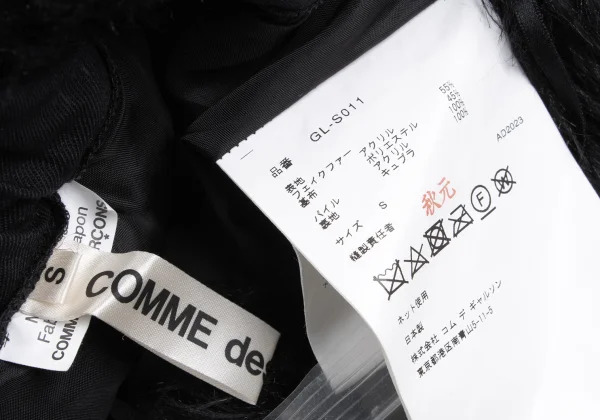 品番 GL-S011
表地 アクリル 55%
フェイクファー ポリエステル 45%
基布 アクリル 100%
パイル キュプラ 100%
裏地
サイズ S
縫製責任者 秋元
AD2023
F
ネット使用
日本製
株式会社 コム デ ギャルソン
東京都港区南青山5-11-5
S
COMME des
COMM